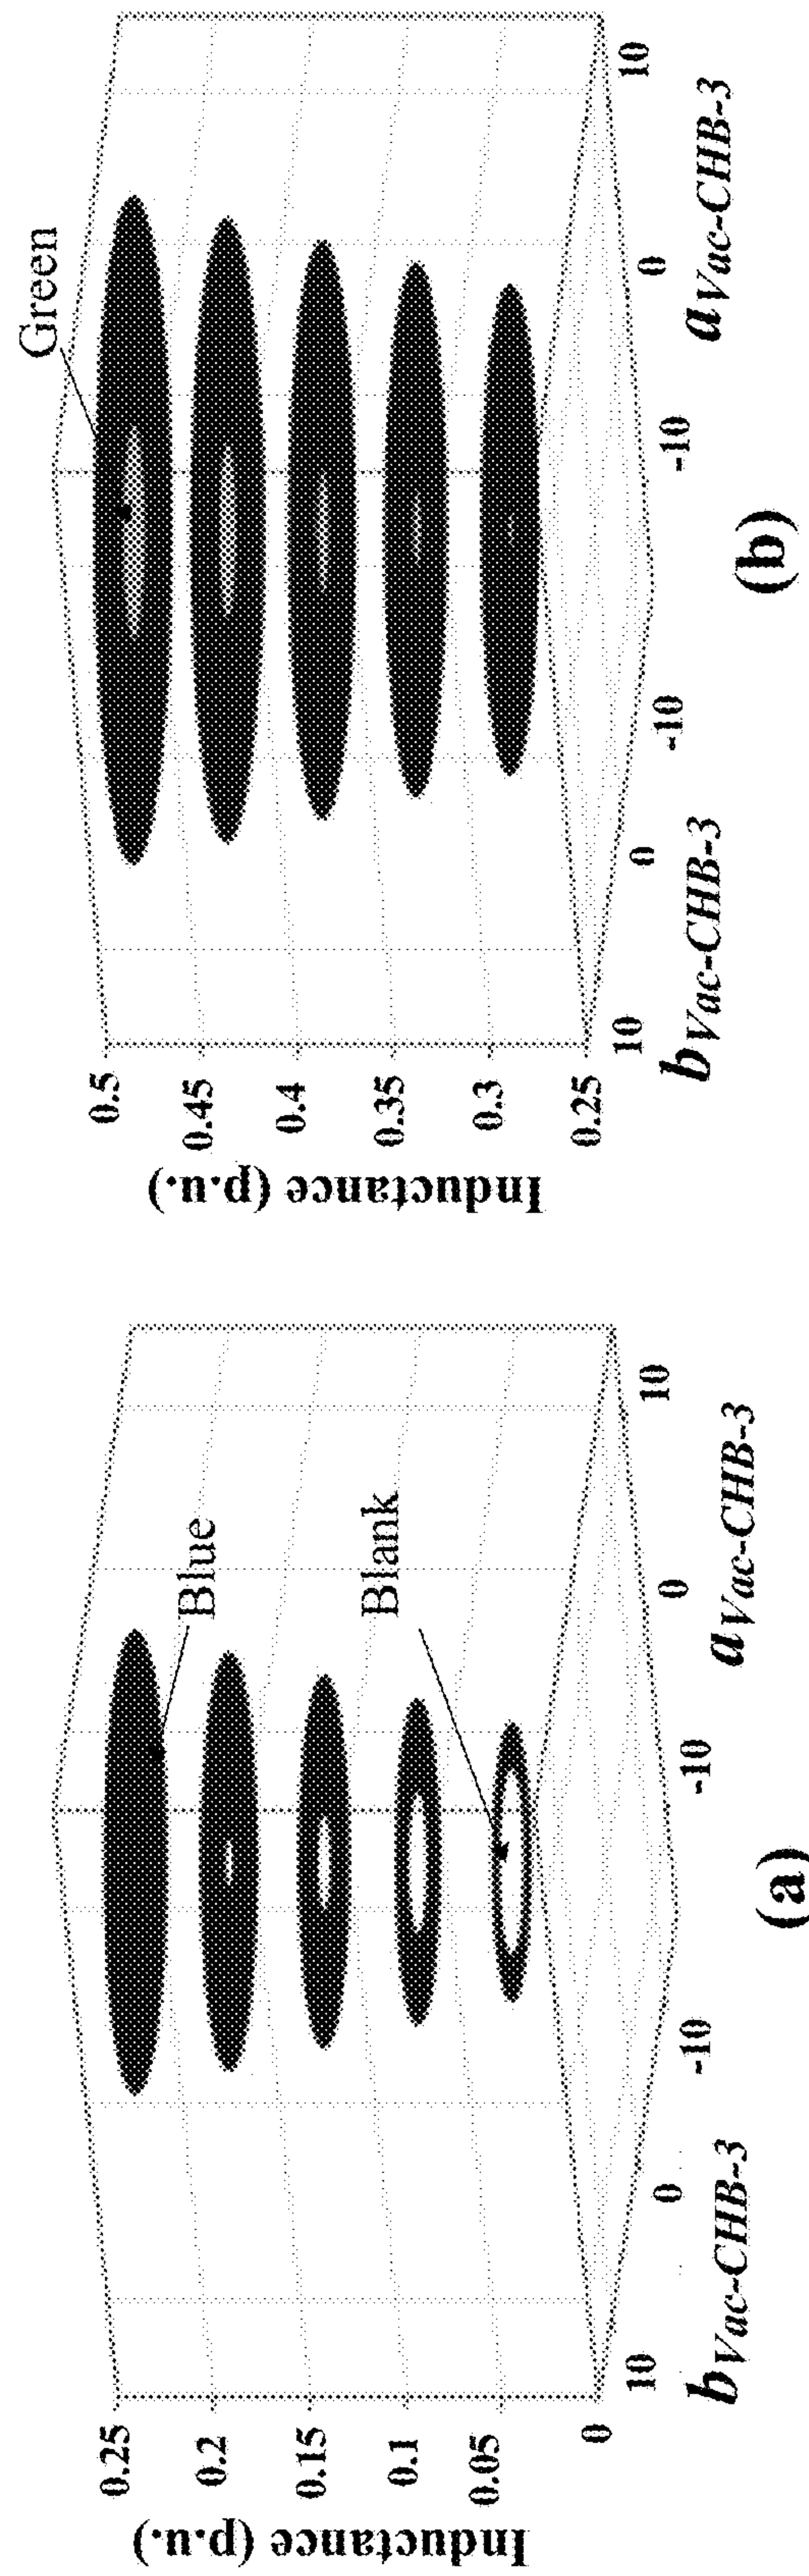 Inductance (p.u.)
0.25
0.2
0.15
0.1
0.05
0
Blue
Blank
10
0
-10
-10
0
10
bVac-CHB-3
aVac-CHB-3
(a)
Inductance (p.u.)
0.5
0.45
0.4
0.35
0.3
0.25
Green
10
0
-10
-10
0
10
bVac-CHB-3
aVac-CHB-3
(b)